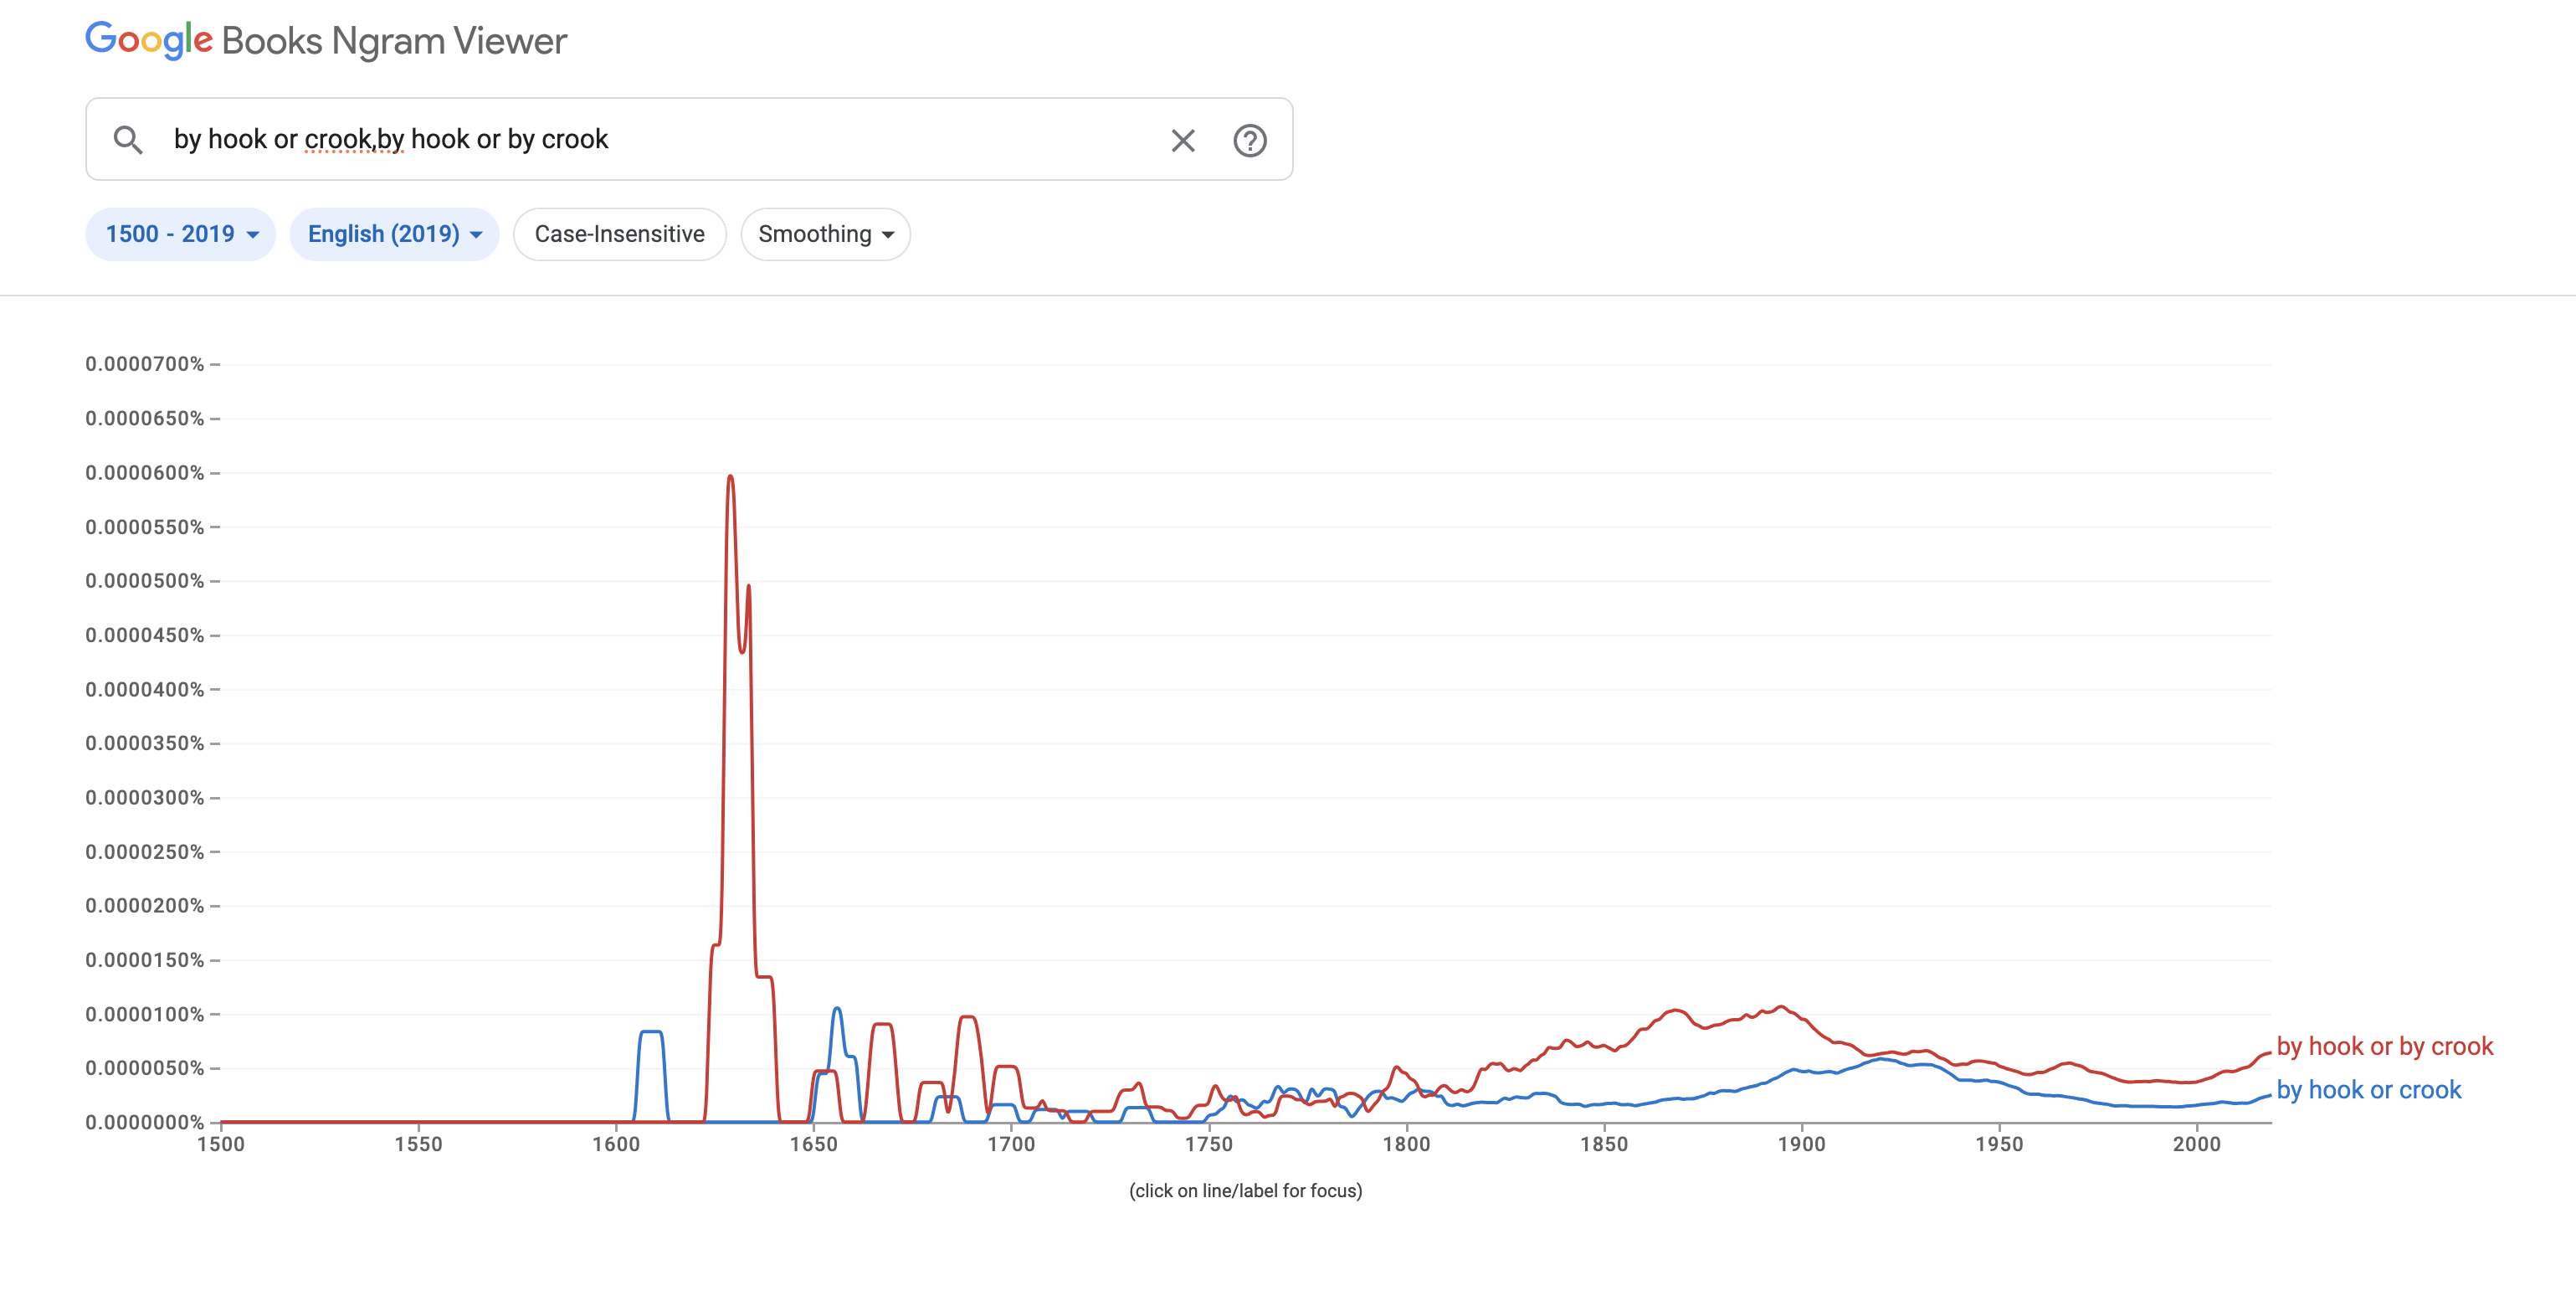 Google Books Ngram Viewer
by hook or crook,by hook or by crook
1500 - 2019 English (2019) Case-Insensitive Smoothing
0.0000700%
0.0000650%
0.0000600%
0.0000550%
0.0000500%
0.0000450%
0.0000400%
0.0000350%
0.0000300%
0.0000250%
0.0000200%
0.0000150%
0.0000100%
0.0000050%
0.0000000%
by hook or by crook
by hook or crook
1500 1550 1600 1650 1700 1750 1800 1850 1900 1950 2000
(click on line/label for focus)